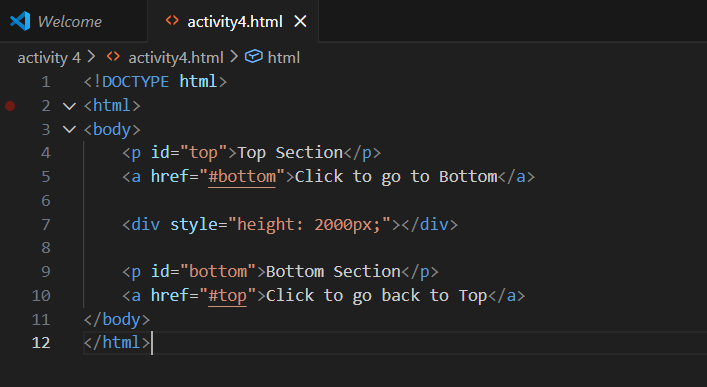 Welcome activity4.html
activity 4 > activity4.html > html
1 <!DOCTYPE html>
2 <html>
3 <body>
4     <p id="top">Top Section</p>
5     <a href="#bottom">Click to go to Bottom</a>
6
7     <div style="height: 2000px;"></div>
8
9     <p id="bottom">Bottom Section</p>
10     <a href="#top">Click to go back to Top</a>
11 </body>
12 </html>